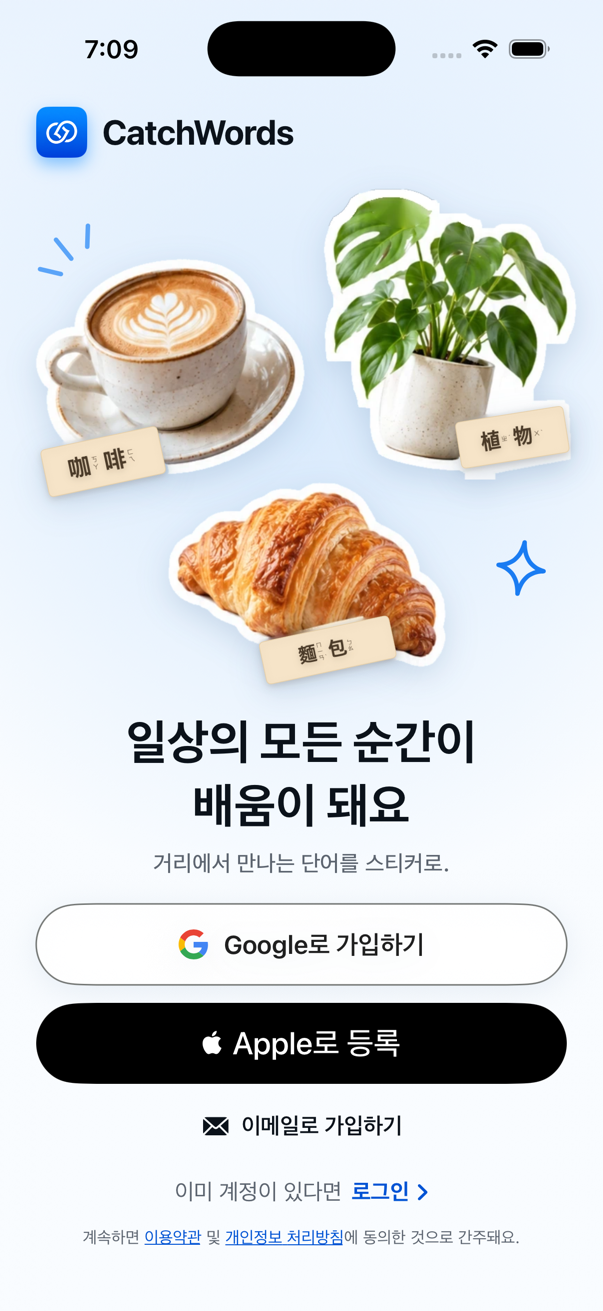 7:09
CatchWords
咖啡
植物
麵包
일상의 모든 순간이
배움이 돼요
거리에서 만나는 단어를 스티커로.
Google로 가입하기
Apple로 등록
이메일로 가입하기
이미 계정이 있다면 로그인
계속하면 이용약관 및 개인정보 처리방침에 동의한 것으로 간주돼요.